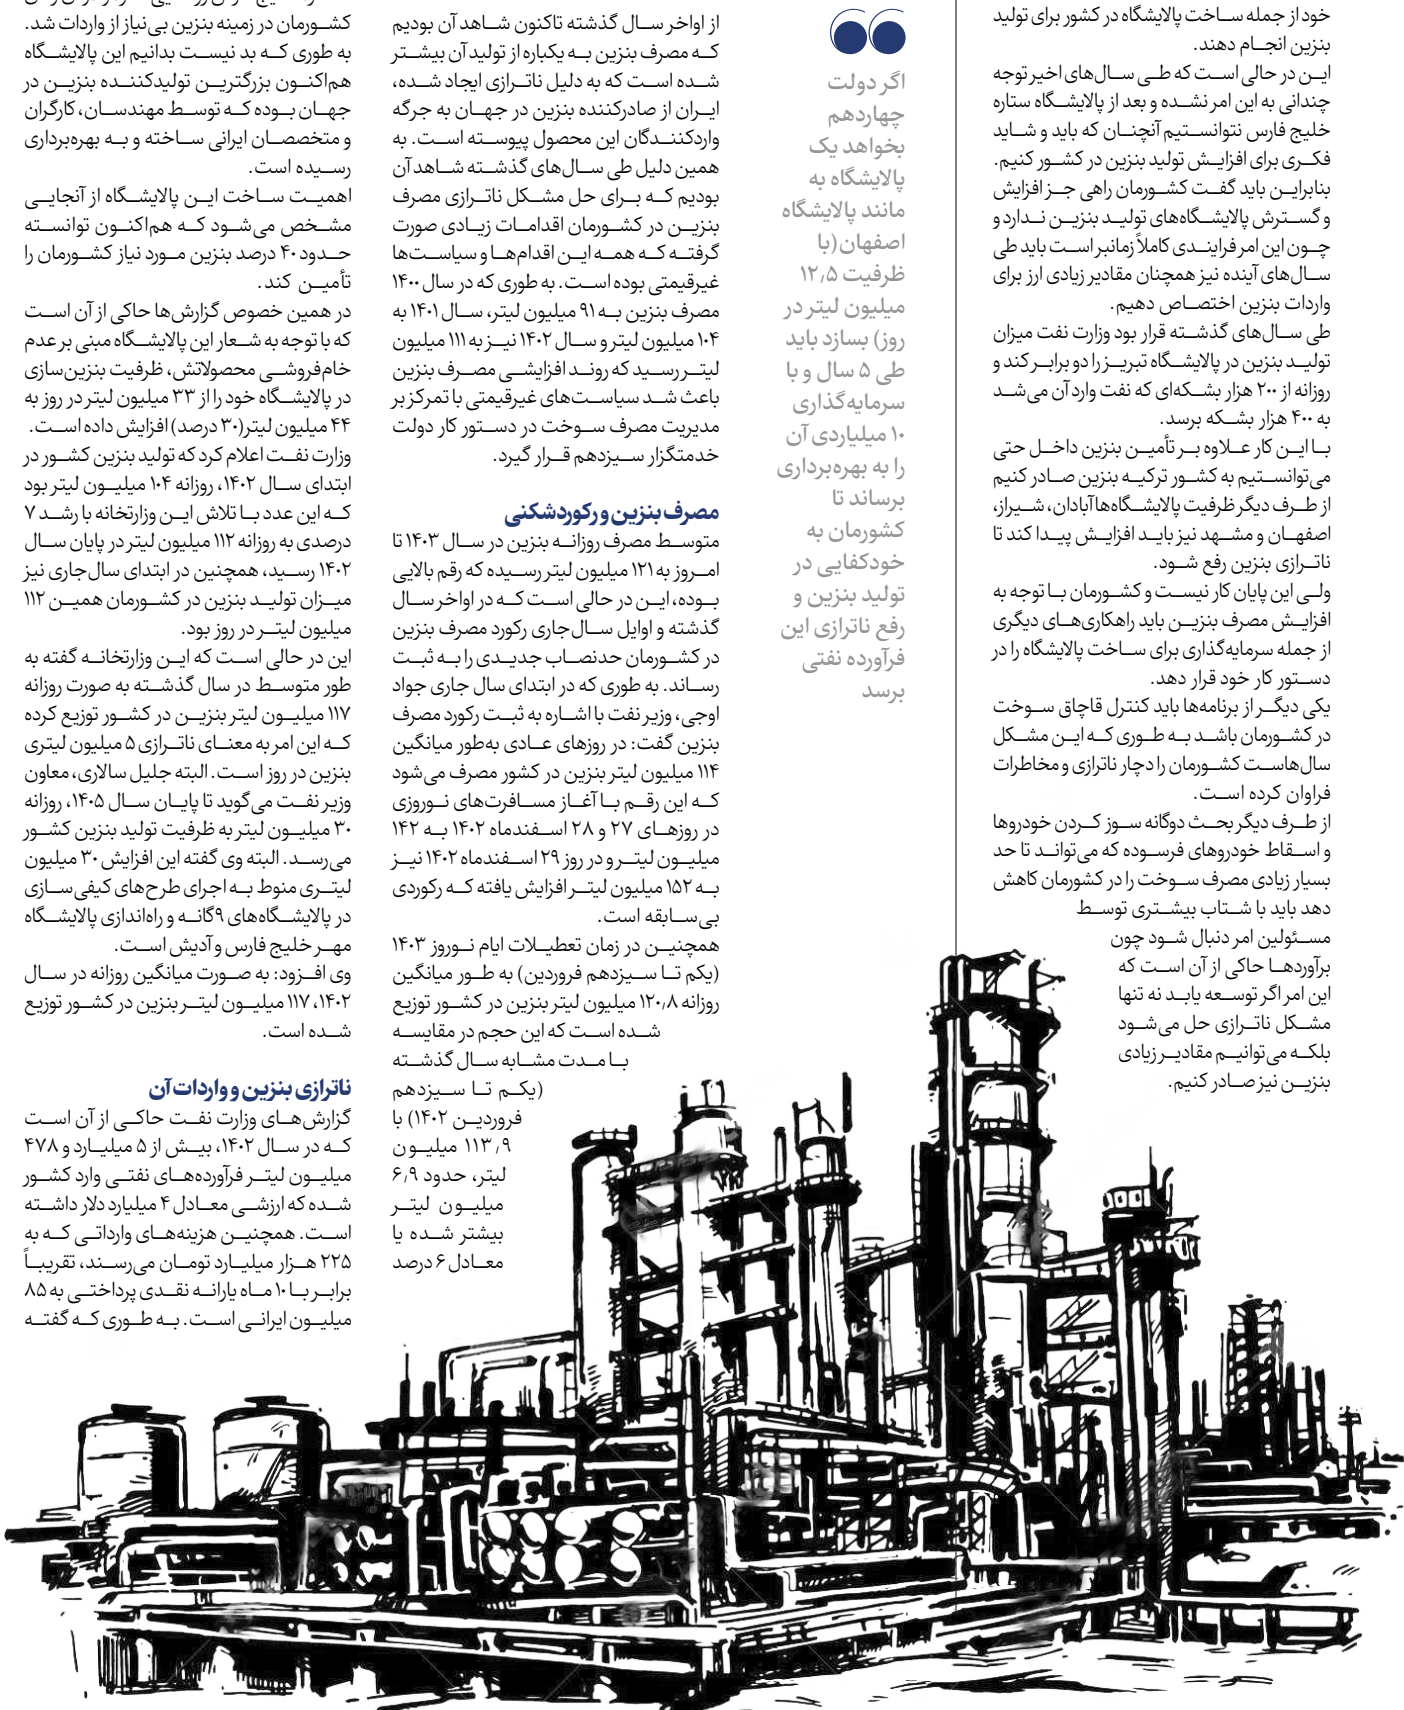 خود از جمله ساخت پالایشگاه در کشور برای تولید
بنزین انجام دهند.
این در حالی است که طی سال‌های اخیر توجه
چندانی به این امر نشده و بعد از پالایشگاه ستاره
خلیج فارس نتوانستیم آنچنان که باید و شاید
فکری برای افزایش تولید بنزین در کشور کنیم.
بنابراین باید گفت کشورمان راهی جز افزایش
و گسترش پالایشگاه‌های تولید بنزین ندارد و
چون این امر فرایندی کاملاً زمانبر است باید طی
سال‌های آینده نیز همچنان مقادیر زیادی ارز برای
واردات بنزین اختصاص دهیم.
طی سال‌های گذشته قرار بود وزارت نفت میزان
تولید بنزین در پالایشگاه تبریز را دو برابر کند و
روزانه از ۲۰۰ هزار بشکه‌ای که نفت وارد آن می‌شد
به ۴۰۰ هزار بشکه برسد.
با این کار علاوه بر تأمین بنزین داخل حتی
می‌توانستیم به کشور ترکیه بنزین صادر کنیم
از طرف دیگر ظرفیت پالایشگاه‌ها آبادان، شیراز،
اصفهان و مشهد نیز باید افزایش پیدا کند تا
ناترازی بنزین رفع شود.
ولی این پایان کار نیست و کشورمان با توجه به
افزایش مصرف بنزین باید راهکاری‌های دیگری
از جمله سرمایه‌گذاری برای ساخت پالایشگاه را در
دستور کار خود قرار دهد.
یکی دیگر از برنامه‌ها باید کنترل قاچاق سوخت
در کشورمان باشد به طوری که این مشکل
سال‌هاست کشورمان را دچار ناترازی و مخاطرات
فراوان کرده است.
از طرف دیگر بحث دوگانه سوز کردن خودروها
و اسقاط خودروهای فرسوده که می‌تواند تا حد
بسیار زیادی مصرف سوخت را در کشورمان کاهش
دهد باید با شتاب بیشتری توسط
مسئولین امر دنبال شود چون
برآوردها حاکی از آن است که
این امر اگر توسعه یابد نه تنها
مشکل ناترازی حل می‌شود
بلکه می‌توانیم مقادیر زیادی
بنزین نیز صادر کنیم.
اگر دولت
چهاردهم
بخواهد یک
پالایشگاه به
مانند پالایشگاه
اصفهان (با
ظرفیت ۱۲٫۵
میلیون لیتر در
روز) بسازد باید
طی ۵ سال و با
سرمایه‌گذاری
۱۰ میلیاردی آن
را به بهره‌برداری
برساند تا
کشورمان به
خودکفایی در
تولید بنزین و
رفع ناترازی این
فرآورده نفتی
برسد
از اواخر سال گذشته تاکنون شاهد آن بودیم
که مصرف بنزین به یکباره از تولید آن بیشتر
شده است که به دلیل ناترازی ایجاد شده،
ایران از صادرکننده بنزین در جهان به جرگه
واردکنندگان این محصول پیوسته است. به
همین دلیل طی سال‌های گذشته شاهد آن
بودیم که برای حل مشکل ناترازی مصرف
بنزین در کشورمان اقدامات زیادی صورت
گرفته که همه این اقدام‌ها و سیاست‌ها
غیرقیمتی بوده است. به طوری که در سال ۱۴۰۰
مصرف بنزین به ۹۱ میلیون لیتر، سال ۱۴۰۱ به
۱۰۴ میلیون لیتر و سال ۱۴۰۲ نیز به ۱۱۱ میلیون
لیتر رسید که روند افزایشی مصرف بنزین
باعث شد سیاست‌های غیرقیمتی با تمرکز بر
مدیریت مصرف سوخت در دستور کار دولت
خدمتگزار سیزدهم قرار گیرد.
مصرف بنزین و رکوردشکنی
متوسط مصرف روزانه بنزین در سال ۱۴۰۳ تا
امروز به ۱۲۱ میلیون لیتر رسیده که رقم بالایی
بوده، این در حالی است که در اواخر سال
گذشته و اوایل سال جاری رکورد مصرف بنزین
در کشورمان حدنصاب جدیدی را به ثبت
رساند. به طوری که در ابتدای سال جاری جواد
اوجی، وزیر نفت با اشاره به ثبت رکورد مصرف
بنزین گفت: در روزهای عادی به‌طور میانگین
۱۱۴ میلیون لیتر بنزین در کشور مصرف می‌شود
که این رقم با آغاز مسافرت‌های نوروزی
در روزهای ۲۷ و ۲۸ اسفندماه ۱۴۰۲ به ۱۴۲
میلیون لیتر و در روز ۲۹ اسفندماه ۱۴۰۲ نیز
به ۱۵۲ میلیون لیتر افزایش یافته که رکوردی
بی‌سابقه است.
همچنین در زمان تعطیلات ایام نوروز ۱۴۰۳
(یکم تا سیزدهم فروردین) به طور میانگین
روزانه ۱۲۰٫۸ میلیون لیتر بنزین در کشور توزیع
شده است که این حجم در مقایسه
با مدت مشابه سال گذشته
(یکم تا سیزدهم
فروردین ۱۴۰۲) با
۱۱۳٫۹ میلیون
لیتر، حدود ۶٫۹
میلیون لیتر
بیشتر شده یا
معادل ۶ درصد
کشورمان در زمینه بنزین بی‌نیاز از واردات شد.
به طوری که بد نیست بدانیم این پالایشگاه
هم‌اکنون بزرگترین تولیدکننده بنزین در
جهان بوده که توسط مهندسان، کارگران
و متخصصان ایرانی ساخته و به بهره‌برداری
رسیده است.
اهمیت ساخت این پالایشگاه از آنجایی
مشخص می‌شود که هم‌اکنون توانسته
حدود ۴۰ درصد بنزین مورد نیاز کشورمان را
تأمین کند.
در همین خصوص گزارش‌ها حاکی از آن است
که با توجه به شعار این پالایشگاه مبنی بر عدم
خام‌فروشی محصولاتش، ظرفیت بنزین‌سازی
در پالایشگاه خود را از ۳۳ میلیون لیتر در روز به
۴۴ میلیون لیتر (۳۰ درصد) افزایش داده است.
وزارت نفت اعلام کرد که تولید بنزین کشور در
ابتدای سال ۱۴۰۲، روزانه ۱۰۴ میلیون لیتر بود
که این عدد با تلاش این وزارتخانه با رشد ۷
درصدی به روزانه ۱۱۲ میلیون لیتر در پایان سال
۱۴۰۲ رسید، همچنین در ابتدای سال جاری نیز
میزان تولید بنزین در کشورمان همین ۱۱۲
میلیون لیتر در روز بود.
این در حالی است که این وزارتخانه گفته به
طور متوسط در سال گذشته به صورت روزانه
۱۱۷ میلیون لیتر بنزین در کشور توزیع کرده
که این امر به معنای ناترازی ۵ میلیون لیتری
بنزین در روز است. البته جلیل سالاری، معاون
وزیر نفت می‌گوید تا پایان سال ۱۴۰۵، روزانه
۳۰ میلیون لیتر به ظرفیت تولید بنزین کشور
می‌رسد. البته وی گفته این افزایش ۳۰ میلیون
لیتری منوط به اجرای طرح‌های کیفی‌سازی
در پالایشگاه‌های ۹گانه و راه‌اندازی پالایشگاه
مهر خلیج فارس و آدیش است.
وی افزود: به صورت میانگین روزانه در سال
۱۴۰۲، ۱۱۷ میلیون لیتر بنزین در کشور توزیع
شده است.
ناترازی بنزین و واردات آن
گزارش‌های وزارت نفت حاکی از آن است
که در سال ۱۴۰۲، بیش از ۵ میلیارد و ۴۷۸
میلیون لیتر فرآورده‌های نفتی وارد کشور
شده که ارزشی معادل ۴ میلیارد دلار داشته
است. همچنین هزینه‌های وارداتی که به
۲۲۵ هزار میلیارد تومان می‌رسند، تقریباً
برابر با ۱۰ ماه یارانه نقدی پرداختی به ۸۵
میلیون ایرانی است. به طوری که گفته